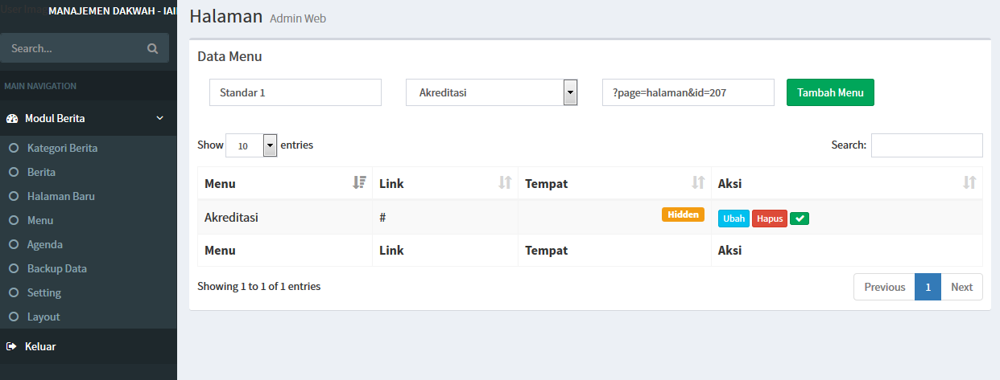 User Imag
MANAJEMEN DAKWAH - IAI
Search...
MAIN NAVIGATION
Modul Berita
Kategori Berita
Berita
Halaman Baru
Menu
Agenda
Backup Data
Setting
Layout
Keluar
Halaman Admin Web
Data Menu
Standar 1 Akreditasi ?page=halaman&id=207 Tambah Menu
Show 10 entries Search:
Menu Link Tempat Aksi
Akreditasi # Hidden Ubah Hapus
Menu Link Tempat Aksi
Showing 1 to 1 of 1 entries Previous 1 Next